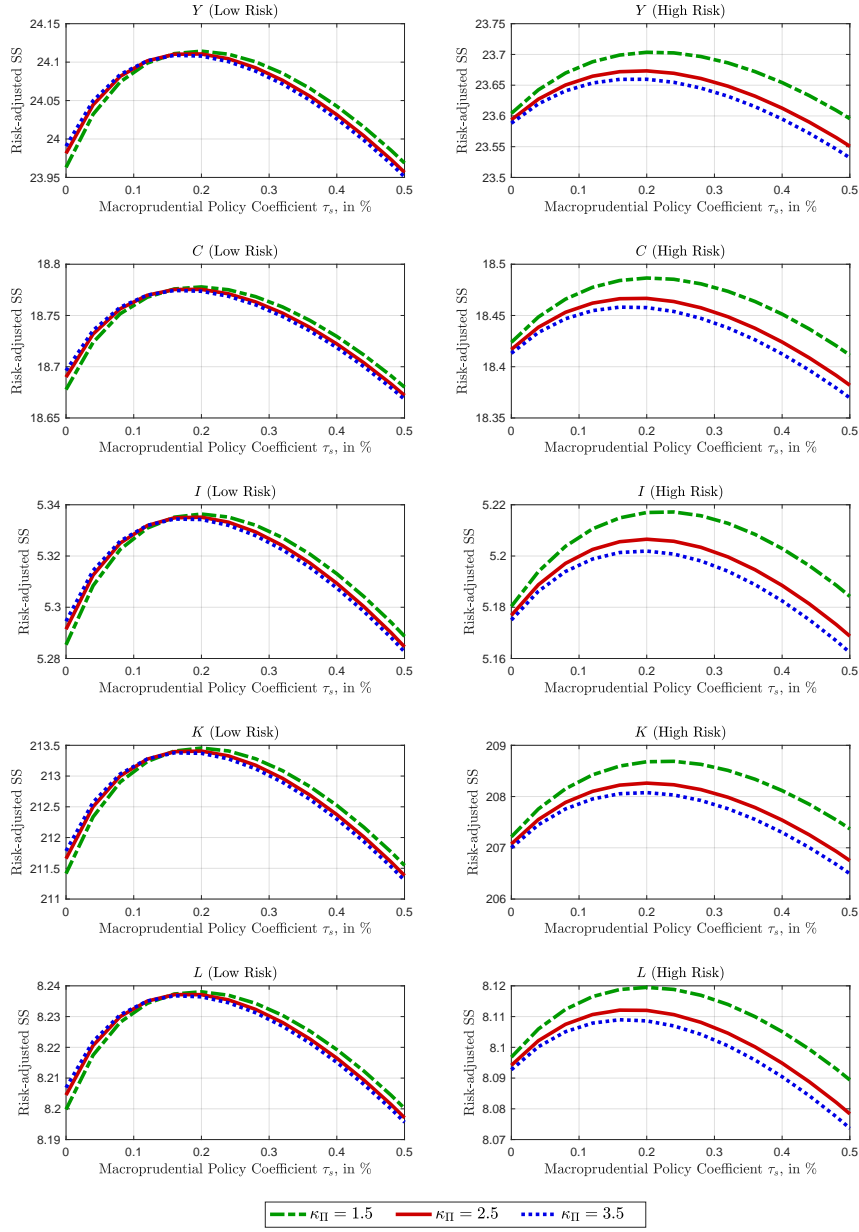 Y (Low Risk)
Risk-adjusted SS
24.15
24.1
24.05
24
23.95
0 0.1 0.2 0.3 0.4 0.5
Macroprudential Policy Coefficient τs, in %
Y (High Risk)
Risk-adjusted SS
23.75
23.7
23.65
23.6
23.55
23.5
0 0.1 0.2 0.3 0.4 0.5
Macroprudential Policy Coefficient τs, in %
C (Low Risk)
Risk-adjusted SS
18.8
18.75
18.7
18.65
0 0.1 0.2 0.3 0.4 0.5
Macroprudential Policy Coefficient τs, in %
C (High Risk)
Risk-adjusted SS
18.5
18.45
18.4
18.35
0 0.1 0.2 0.3 0.4 0.5
Macroprudential Policy Coefficient τs, in %
I (Low Risk)
Risk-adjusted SS
5.34
5.32
5.3
5.28
0 0.1 0.2 0.3 0.4 0.5
Macroprudential Policy Coefficient τs, in %
I (High Risk)
Risk-adjusted SS
5.22
5.2
5.18
5.16
0 0.1 0.2 0.3 0.4 0.5
Macroprudential Policy Coefficient τs, in %
K (Low Risk)
Risk-adjusted SS
213.5
213
212.5
212
211.5
211
0 0.1 0.2 0.3 0.4 0.5
Macroprudential Policy Coefficient τs, in %
K (High Risk)
Risk-adjusted SS
209
208
207
206
0 0.1 0.2 0.3 0.4 0.5
Macroprudential Policy Coefficient τs, in %
L (Low Risk)
Risk-adjusted SS
8.24
8.23
8.22
8.21
8.2
8.19
0 0.1 0.2 0.3 0.4 0.5
Macroprudential Policy Coefficient τs, in %
L (High Risk)
Risk-adjusted SS
8.12
8.11
8.1
8.09
8.08
8.07
0 0.1 0.2 0.3 0.4 0.5
Macroprudential Policy Coefficient τs, in %
κΠ = 1.5 κΠ = 2.5 κΠ = 3.5